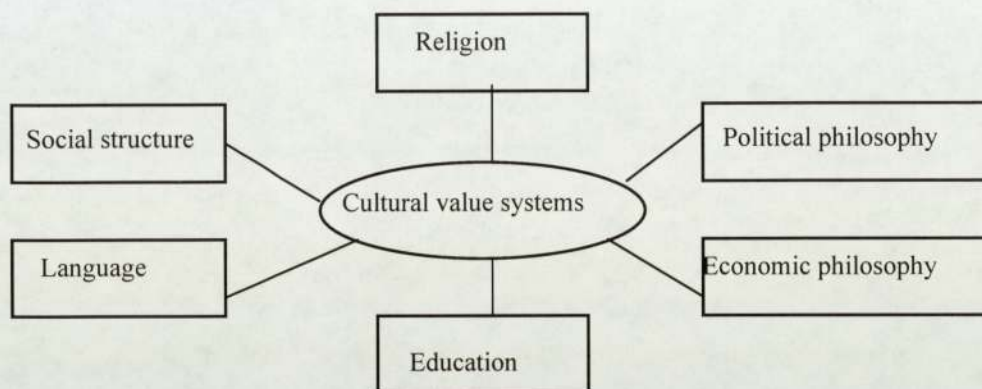 Religion
Social structure
Political philosophy
Cultural value systems
Language
Economic philosophy
Education